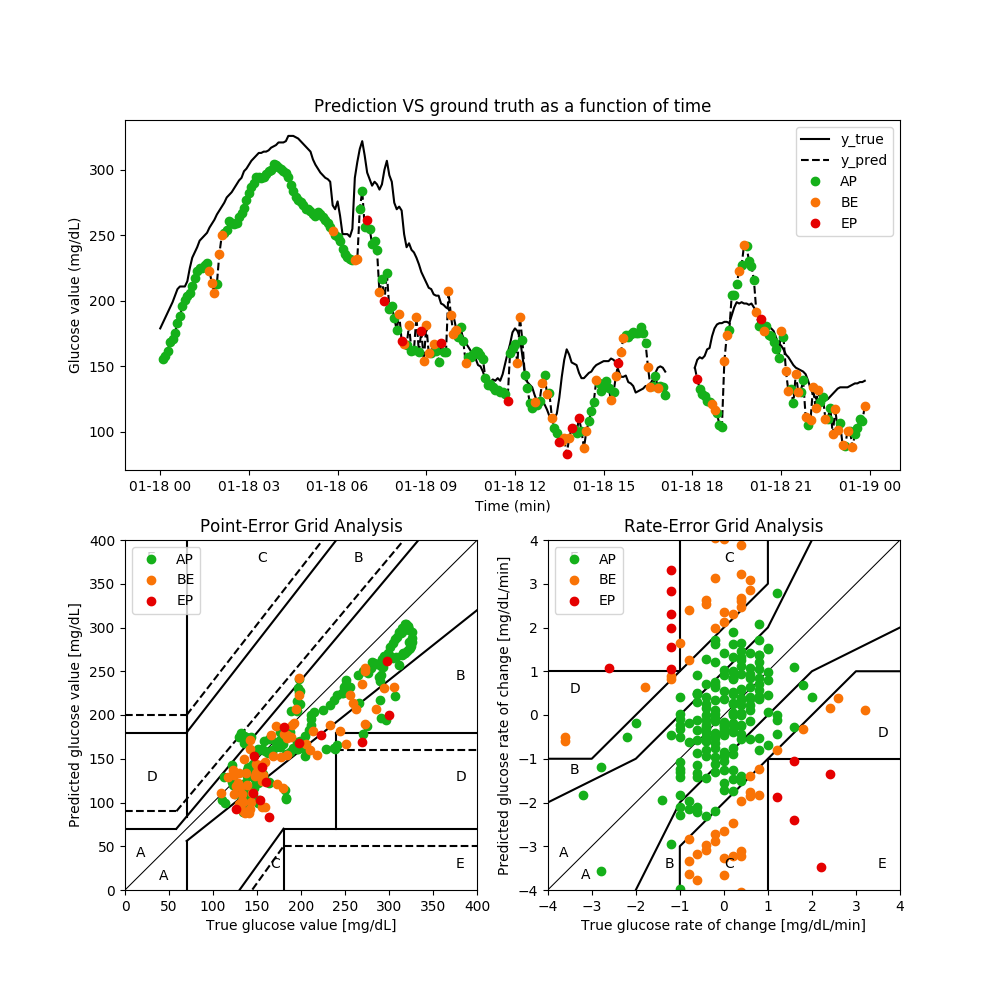 Prediction VS ground truth as a function of time
y_true
y_pred
AP
BE
EP
Glucose value (mg/dL)
300
250
200
150
100
01-18 00 01-18 03 01-18 06 01-18 09 01-18 12 01-18 15 01-18 18 01-18 21 01-19 00
Time (min)
Point-Error Grid Analysis
AP
BE
EP
C
B
B
D
D
A
A
C
E
Predicted glucose value [mg/dL]
400
350
300
250
200
150
100
50
0
0 50 100 150 200 250 300 350 400
True glucose value [mg/dL]
Rate-Error Grid Analysis
AP
BE
EP
C
D
D
B
A
A
B
C
E
Predicted glucose rate of change [mg/dL/min]
4
3
2
1
0
−1
−2
−3
−4
−4 −3 −2 −1 0 1 2 3 4
True glucose rate of change [mg/dL/min]